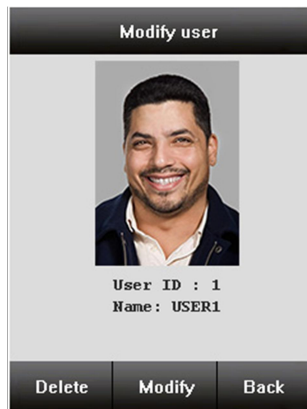 Modify user
User ID : 1
Name: USER1
Delete Modify Back